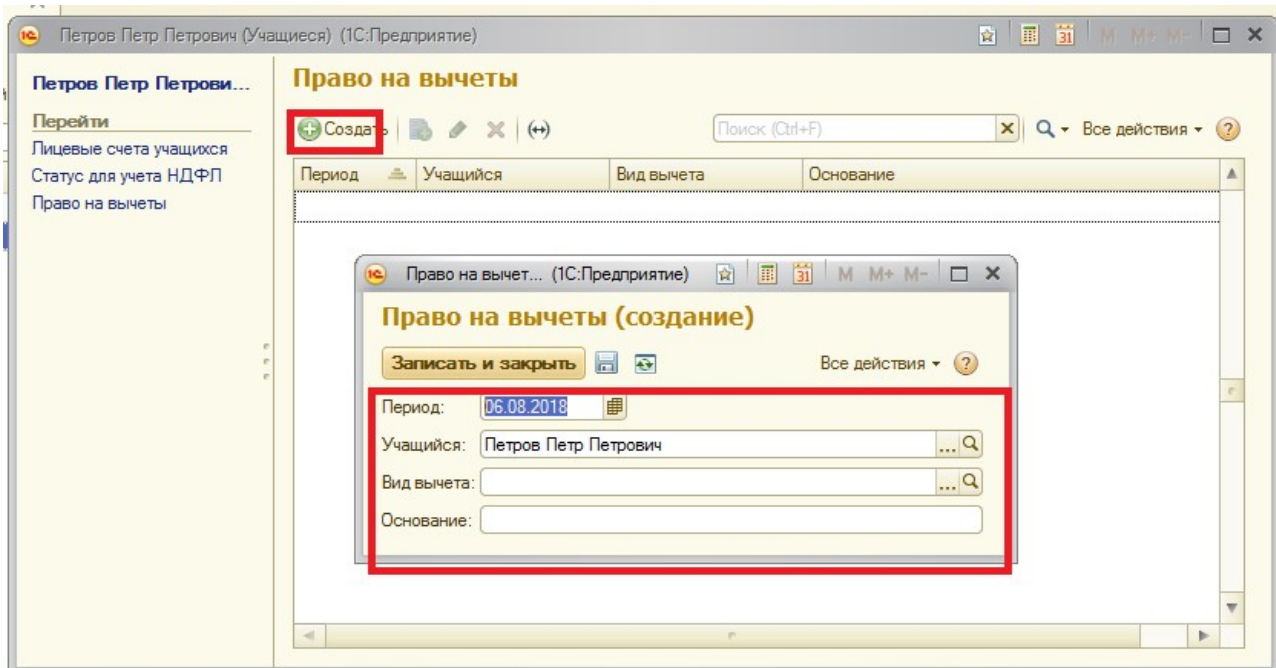 Петров Петр Петрович (Учащиеся) (1С:Предприятие)
31 M M+ M-
Петров Петр Петрови...
Перейти
Лицевые счета учащихся
Статус для учета НДФЛ
Право на вычеты
Право на вычеты
Создать
Поиск (Ctrl+F)
Все действия
Период Учащийся Вид вычета Основание
Право на вычет... (1С:Предприятие) 31 M M+ M-
Право на вычеты (создание)
Записать и закрыть
Все действия
Период: 06.08.2018
Учащийся: Петров Петр Петрович ...
Вид вычета: ...
Основание: